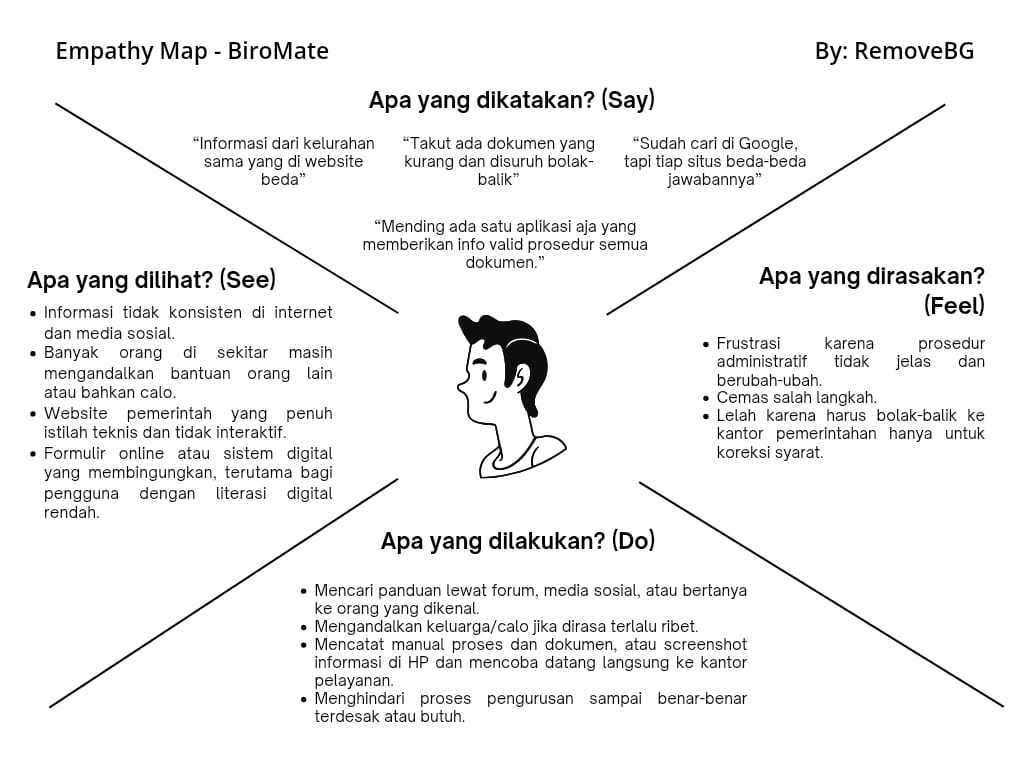 Empathy Map - BiroMate
By: RemoveBG
Apa yang dikatakan? (Say)
“Informasi dari kelurahan
sama yang di website
beda”
“Takut ada dokumen yang
kurang dan disuruh bolak-
balik”
“Sudah cari di Google,
tapi tiap situs beda-beda
jawabannya”
“Mending ada satu aplikasi aja yang
memberikan info valid prosedur semua
dokumen.”
Apa yang dilihat? (See)
• Informasi tidak konsisten di internet
dan media sosial.
• Banyak orang di sekitar masih
mengandalkan bantuan orang lain
atau bahkan calo.
• Website pemerintah yang penuh
istilah teknis dan tidak interaktif.
• Formulir online atau sistem digital
yang membingungkan, terutama bagi
pengguna dengan literasi digital
rendah.
Apa yang dirasakan?
(Feel)
• Frustrasi karena prosedur
administratif tidak jelas dan
berubah-ubah.
• Cemas salah langkah.
• Lelah karena harus bolak-balik ke
kantor pemerintahan hanya untuk
koreksi syarat.
Apa yang dilakukan? (Do)
• Mencari panduan lewat forum, media sosial, atau bertanya
ke orang yang dikenal.
• Mengandalkan keluarga/calo jika dirasa terlalu ribet.
• Mencatat manual proses dan dokumen, atau screenshot
informasi di HP dan mencoba datang langsung ke kantor
pelayanan.
• Menghindari proses pengurusan sampai benar-benar
terdesak atau butuh.